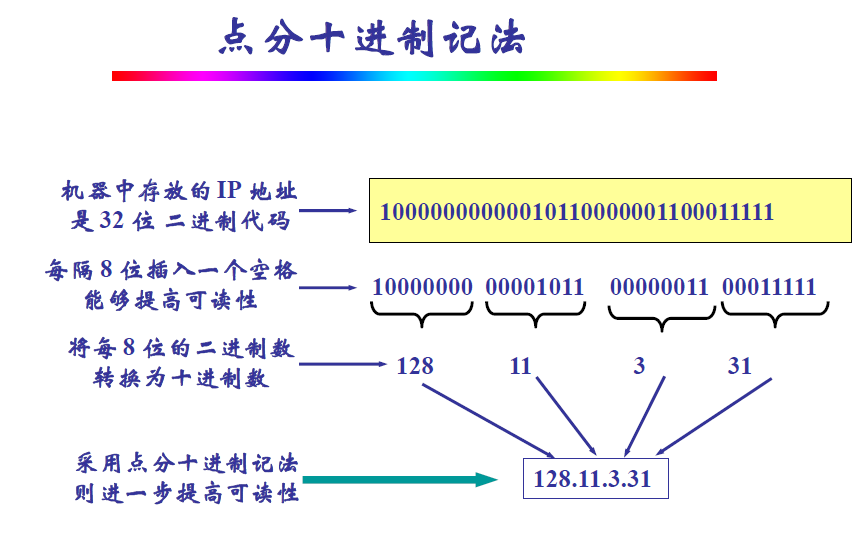 点分十进制记法
机器中存放的 IP 地址
是 32 位 二进制代码
10000000000010110000001100011111
每隔 8 位插入一个空格
能够提高可读性
10000000 00001011 00000011 00011111
将每 8 位的二进制数
转换为十进制数
128 11 3 31
采用点分十进制记法
则进一步提高可读性
128.11.3.31